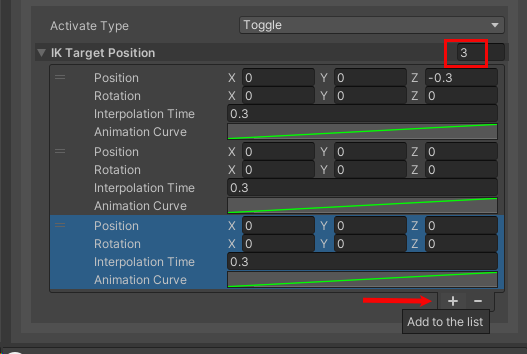 Activate Type Toggle
IK Target Position 3
Position X 0 Y 0 Z -0.3
Rotation X 0 Y 0 Z 0
Interpolation Time 0.3
Animation Curve
Position X 0 Y 0 Z 0
Rotation X 0 Y 0 Z 0
Interpolation Time 0.3
Animation Curve
Position X 0 Y 0 Z 0
Rotation X 0 Y 0 Z 0
Interpolation Time 0.3
Animation Curve
+ −
Add to the list